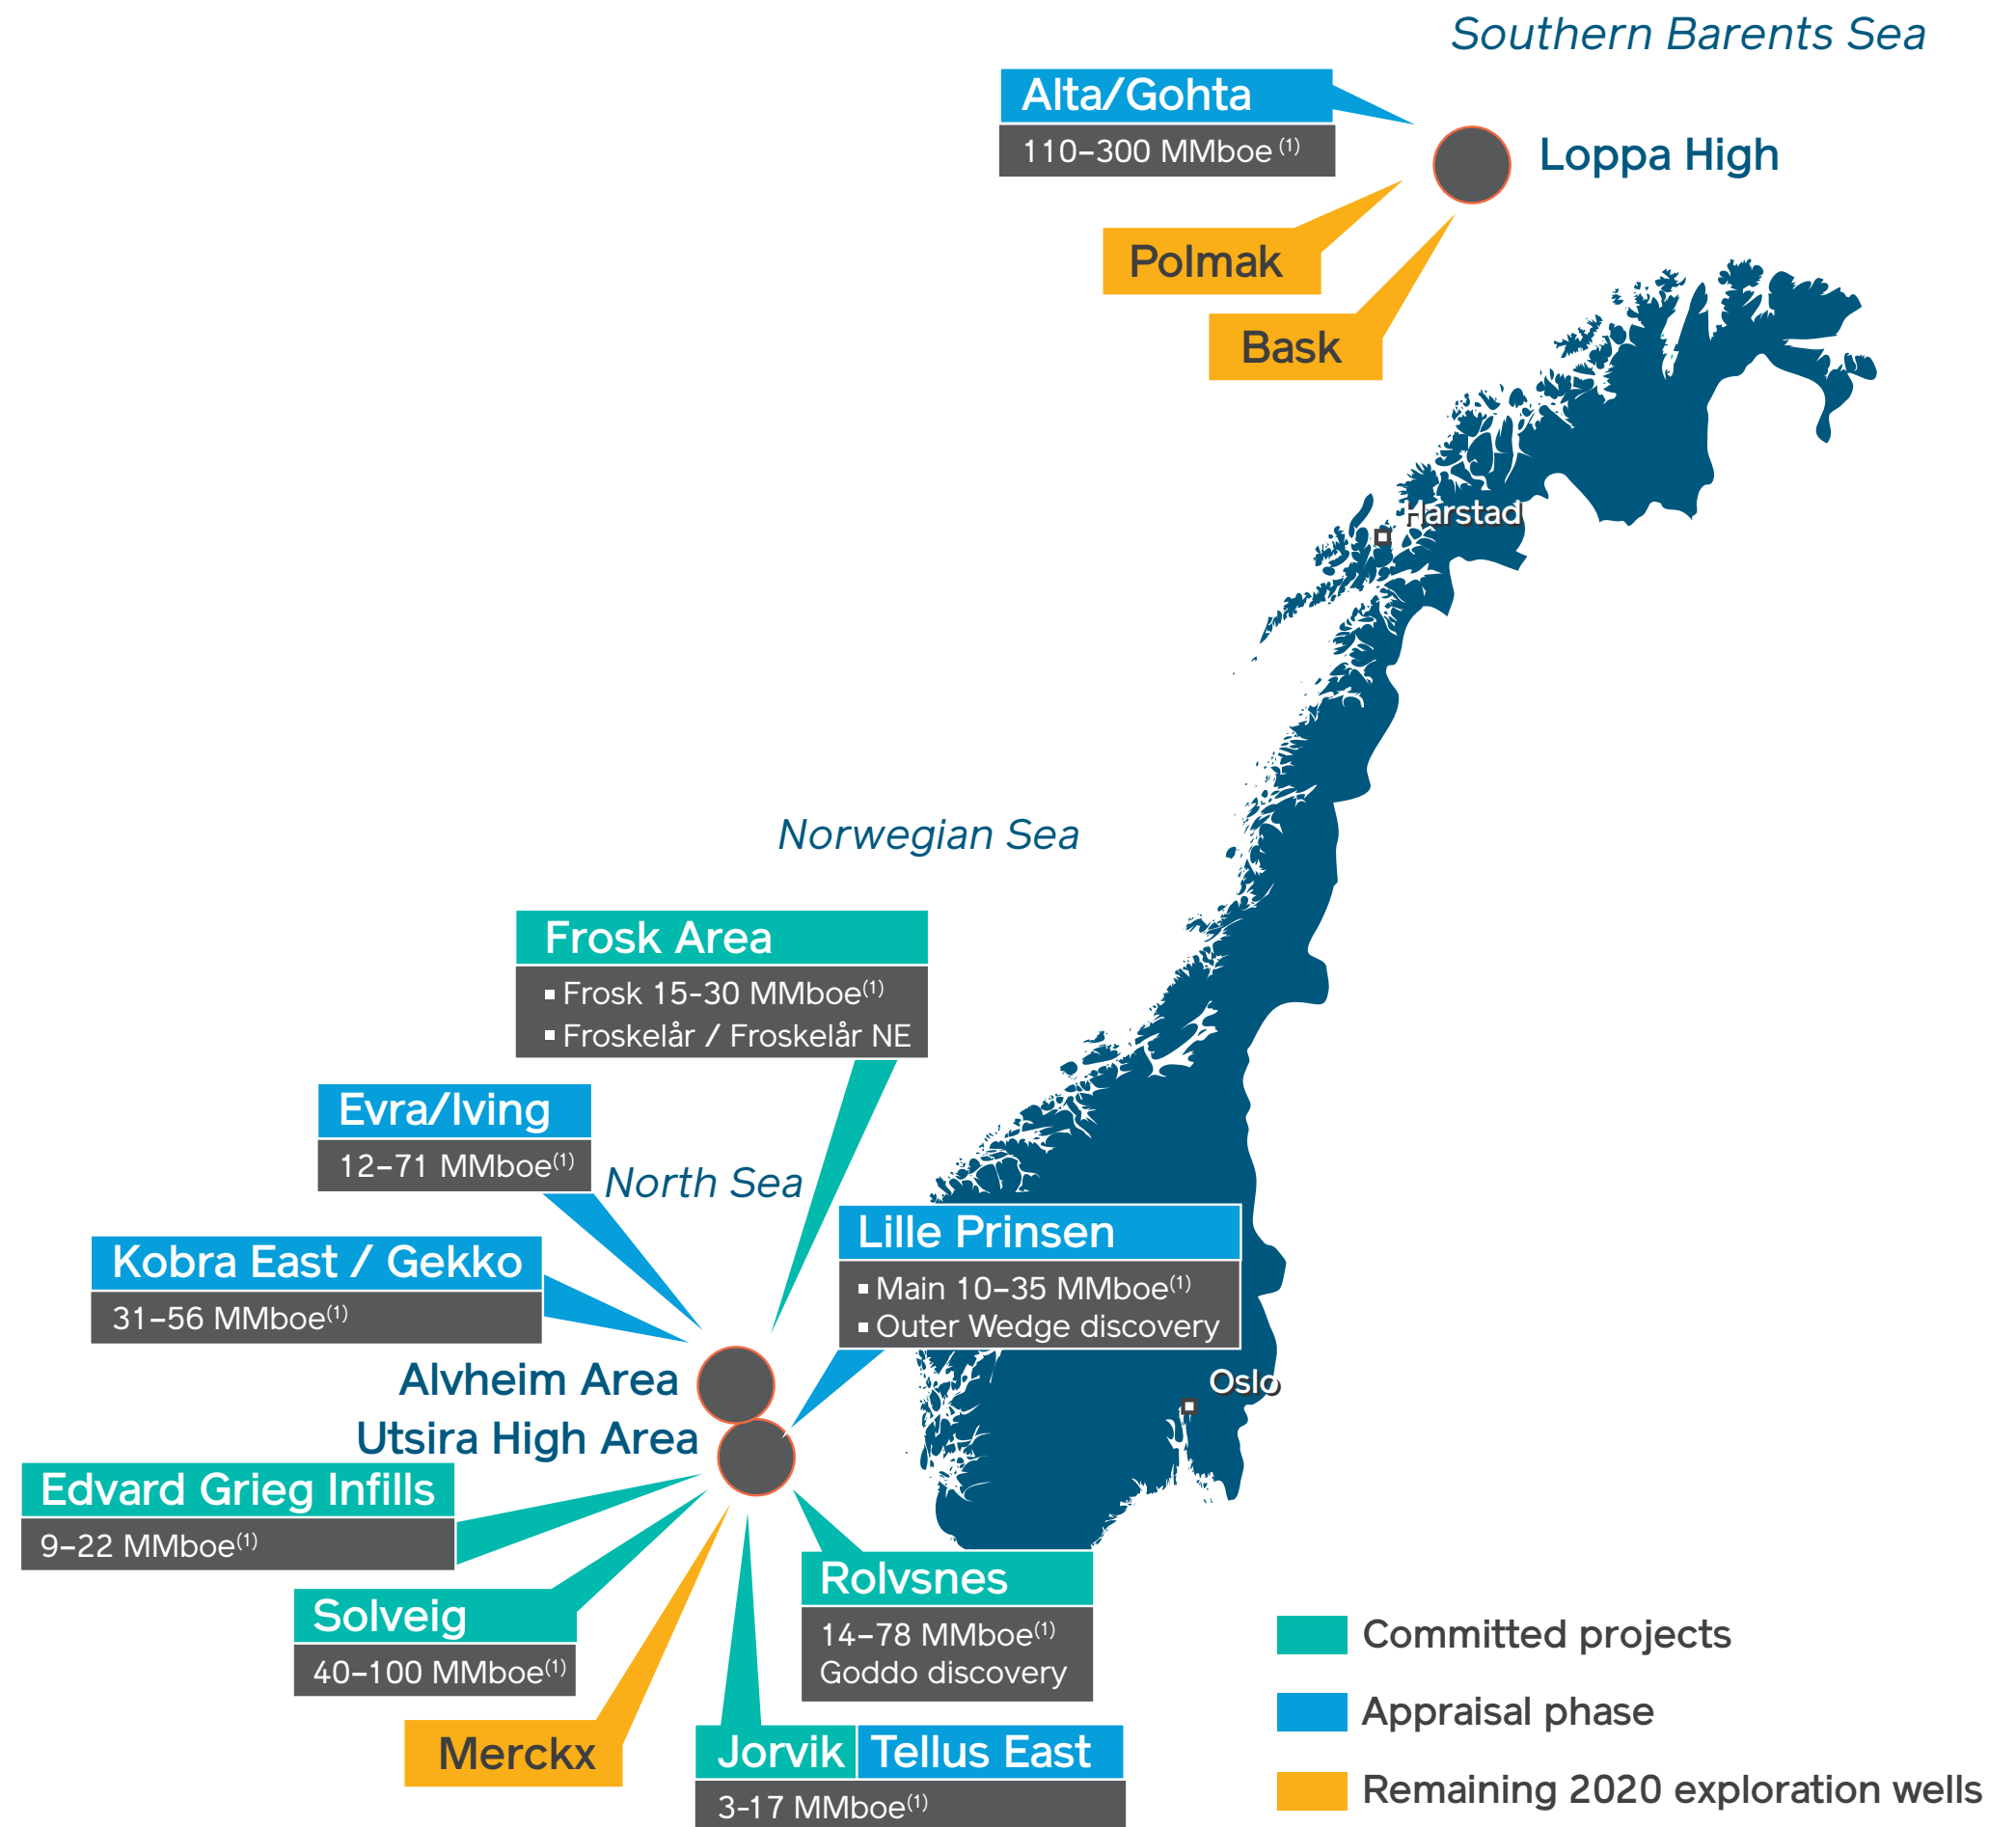 Southern Barents Sea
Alta/Gohta
110–300 MMboe (1)
Loppa High
Polmak
Bask
Harstad
Norwegian Sea
Frosk Area
▪ Frosk 15-30 MMboe(1)
▪ Froskelår / Froskelår NE
Evra/Iving
12–71 MMboe(1)
North Sea
Lille Prinsen
▪ Main 10–35 MMboe(1)
▪ Outer Wedge discovery
Kobra East / Gekko
31–56 MMboe(1)
Alvheim Area
Oslo
Utsira High Area
Edvard Grieg Infills
9–22 MMboe(1)
Rolvsnes
14–78 MMboe(1)
Goddo discovery
Solveig
40–100 MMboe(1)
Merckx
Jorvik Tellus East
3-17 MMboe(1)
Committed projects
Appraisal phase
Remaining 2020 exploration wells